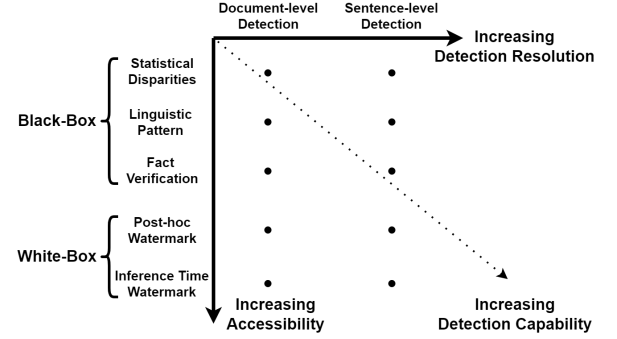 Document-level
Detection
Sentence-level
Detection
Increasing
Detection Resolution
Statistical
Disparities
Black-Box
Linguistic
Pattern
Fact
Verification
White-Box
Post-hoc
Watermark
Inference Time
Watermark
Increasing
Accessibility
Increasing
Detection Capability